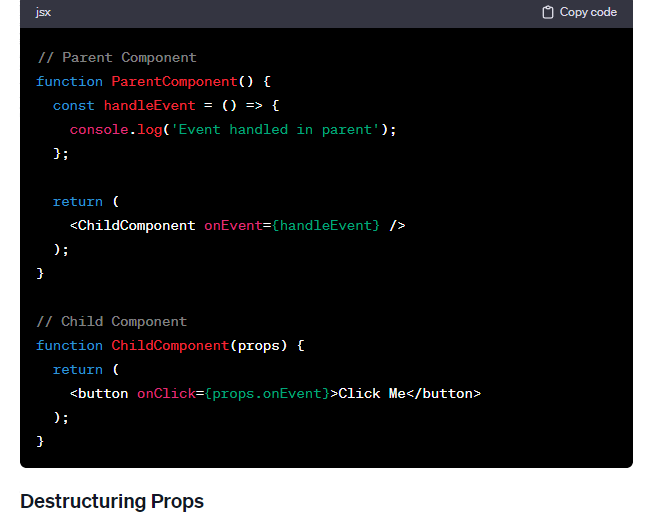 jsx
Copy code
// Parent Component
function ParentComponent() {
  const handleEvent = () => {
    console.log('Event handled in parent');
  };

  return (
    <ChildComponent onEvent={handleEvent} />
  );
}

// Child Component
function ChildComponent(props) {
  return (
    <button onClick={props.onEvent}>Click Me</button>
  );
}
Destructuring Props